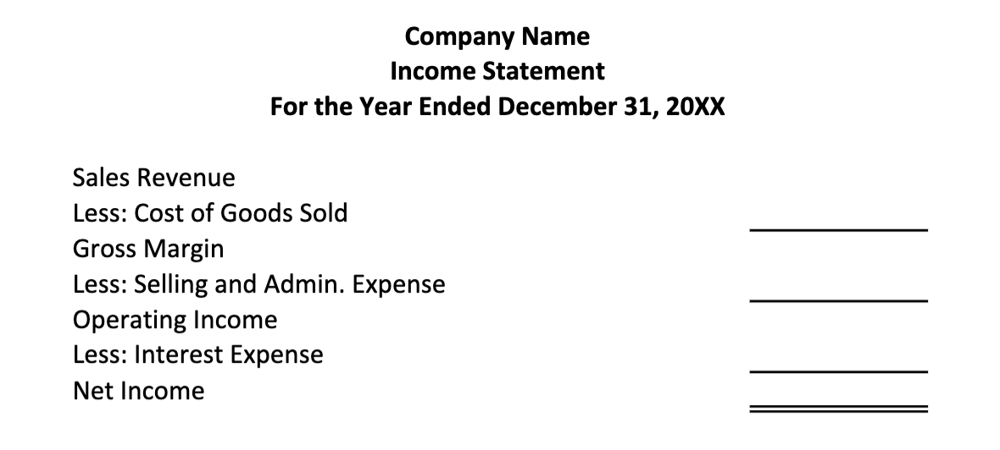 Company Name
Income Statement
For the Year Ended December 31, 20XX
Sales Revenue
Less: Cost of Goods Sold
Gross Margin
Less: Selling and Admin. Expense
Operating Income
Less: Interest Expense
Net Income